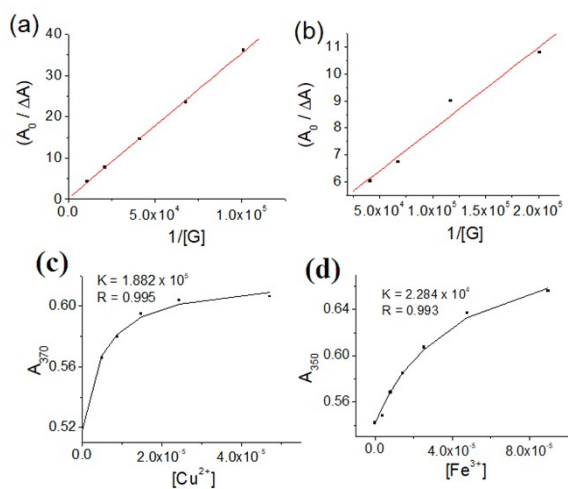 (a)
(A₀ / ΔA)
40
30
20
10
0
0.0
5.0x10⁴
1.0x10⁵
1/[G]
(b)
(A₀ / ΔA)
11
10
9
8
7
6
5.0x10⁴
1.0x10⁵
1.5x10⁵
2.0x10⁵
1/[G]
(c)
K = 1.882 x 10⁵
R = 0.995
A₃₇₀
0.60
0.56
0.52
0.0
2.0x10⁻⁵
4.0x10⁻⁵
[Cu²⁺]
(d)
K = 2.284 x 10⁴
R = 0.993
A₃₅₀
0.64
0.60
0.56
0.0
4.0x10⁻⁵
8.0x10⁻⁵
[Fe³⁺]